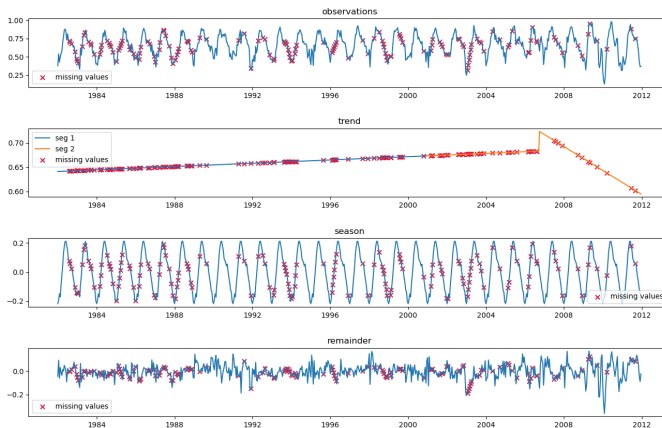 observations
1.00
0.75
0.50
0.25
missing values
1984 1988 1992 1996 2000 2004 2008 2012
trend
0.70
0.65
0.60
seg 1
seg 2
missing values
1984 1988 1992 1996 2000 2004 2008 2012
season
0.2
0.0
−0.2
missing values
1984 1988 1992 1996 2000 2004 2008 2012
remainder
0.0
−0.2
missing values
1984 1988 1992 1996 2000 2004 2008 2012